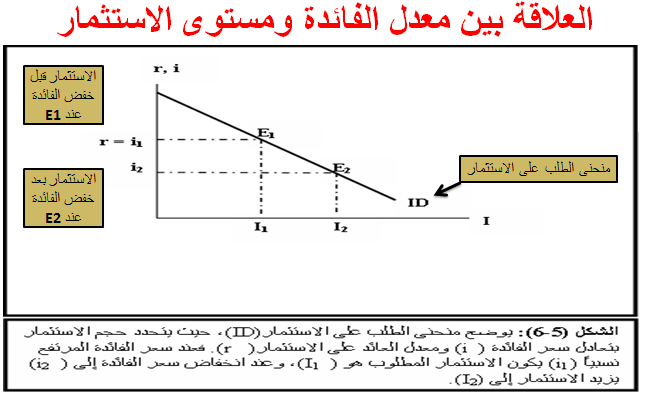 العلاقة بين معدل الفائدة ومستوى الاستثمار
r, i
الاستثمار قبل
خفض الفائدة
عند E1
E₁
r = i₁
E₂
i₂
منحنى الطلب على الاستثمار
الاستثمار بعد
خفض الفائدة
عند E2
ID
I₁
I₂
I
الشكل (5-6): يوضح منحنى الطلب على الاستثمار(ID)، حيث يتحدد حجم الاستثمار
بتعادل سعر الفائدة ( i) ومعدل العائد على الاستثمار( r). فعند سعر الفائدة المرتفع
نسبياً (i₁) يكون الاستثمار المطلوب هو ( I₁)، وعند انخفاض سعر الفائدة إلى ( i₂)
يزيد الاستثمار إلى (I₂).